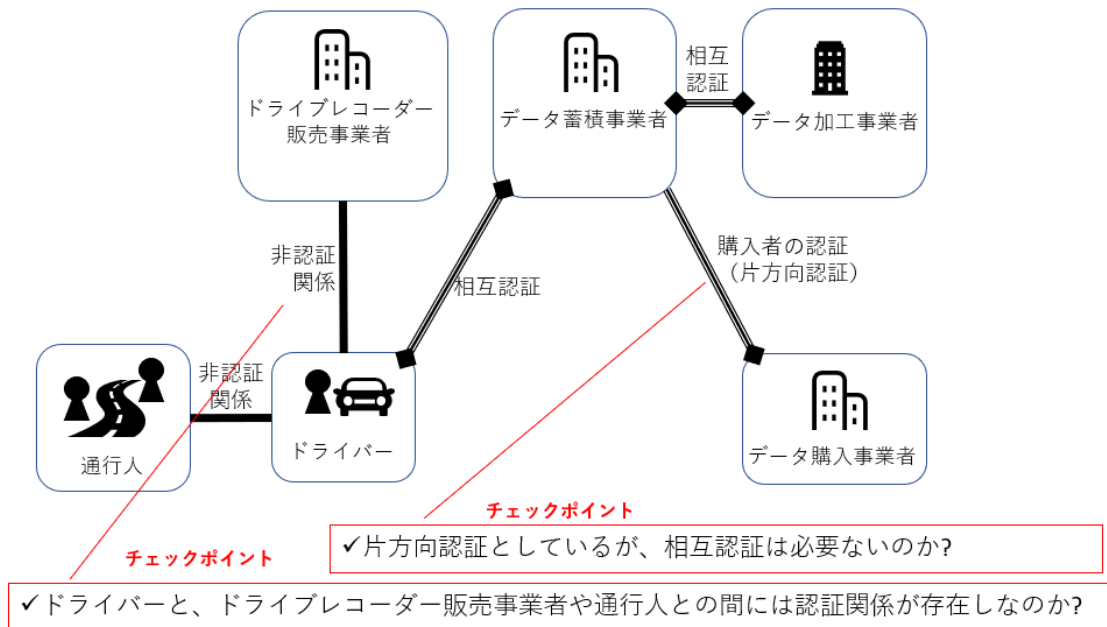 ドライブレコーダー
販売事業者
データ蓄積事業者
相互
認証
データ加工事業者
非認証
関係
相互認証
購入者の認証
（片方向認証）
非認証
関係
通行人
ドライバー
データ購入事業者
チェックポイント
✓片方向認証としているが、相互認証は必要ないのか?
チェックポイント
✓ドライバーと、ドライブレコーダー販売事業者や通行人との間には認証関係が存在しなのか?